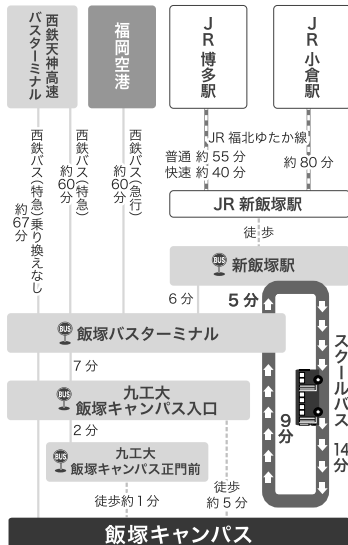 西鉄天神高速
バスターミナル
福岡空港
JR 博多駅
JR 小倉駅
西鉄バス(特急)乗り換えなし
約67分
西鉄バス(特急)
約60分
西鉄バス(急行)
約60分
JR 福北ゆたか線
普通 約55分
快速 約40分
約80分
JR 新飯塚駅
徒歩
BUS 新飯塚駅
6分
5分
BUS 飯塚バスターミナル
スクールバス
14分
9分
7分
BUS 九工大
飯塚キャンパス入口
2分
BUS 九工大
飯塚キャンパス正門前
徒歩約1分
徒歩
約5分
飯塚キャンパス